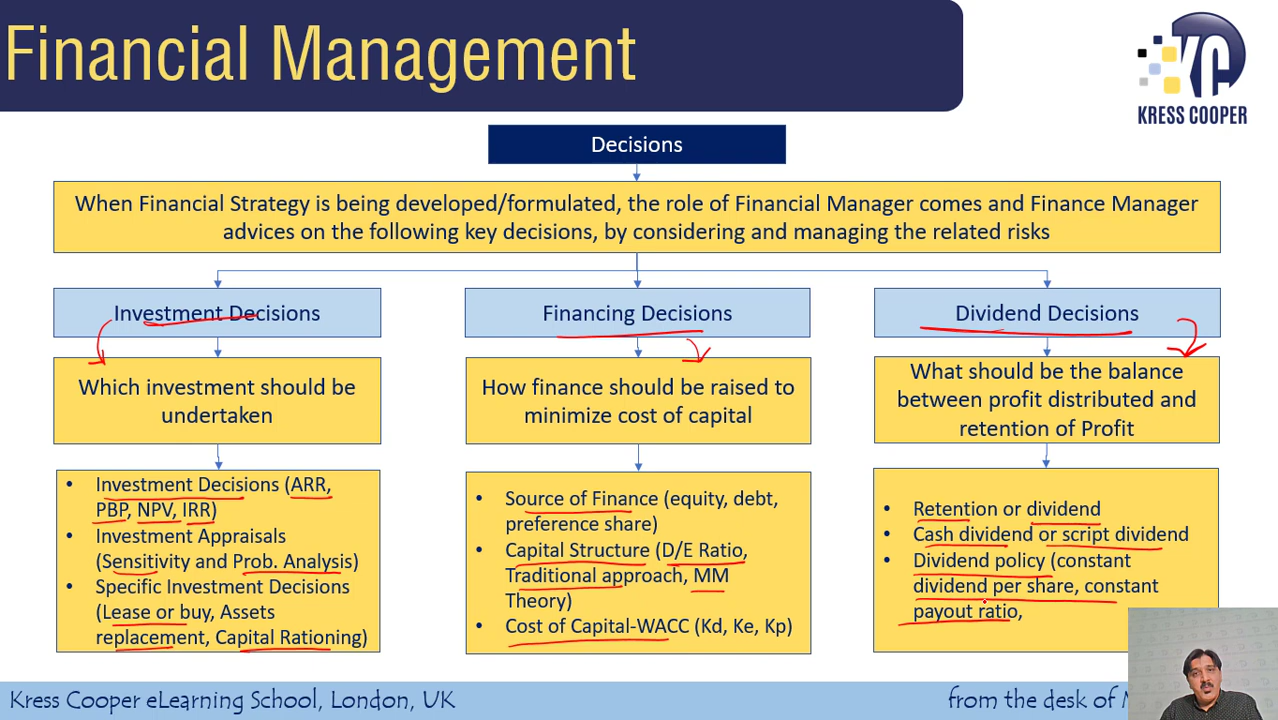 Financial Management
KC
KRESS COOPER
Decisions
When Financial Strategy is being developed/formulated, the role of Financial Manager comes and Finance Manager
advices on the following key decisions, by considering and managing the related risks
Investment Decisions
Financing Decisions
Dividend Decisions
Which investment should be
undertaken
How finance should be raised to
minimize cost of capital
What should be the balance
between profit distributed and
retention of Profit
• Investment Decisions (ARR,
PBP, NPV, IRR)
• Investment Appraisals
(Sensitivity and Prob. Analysis)
• Specific Investment Decisions
(Lease or buy, Assets
replacement, Capital Rationing)
• Source of Finance (equity, debt,
preference share)
• Capital Structure (D/E Ratio,
Traditional approach, MM
Theory)
• Cost of Capital-WACC (Kd, Ke, Kp)
• Retention or dividend
• Cash dividend or script dividend
• Dividend policy (constant
dividend per share, constant
payout ratio,
Kress Cooper eLearning School, London, UK
from the desk of